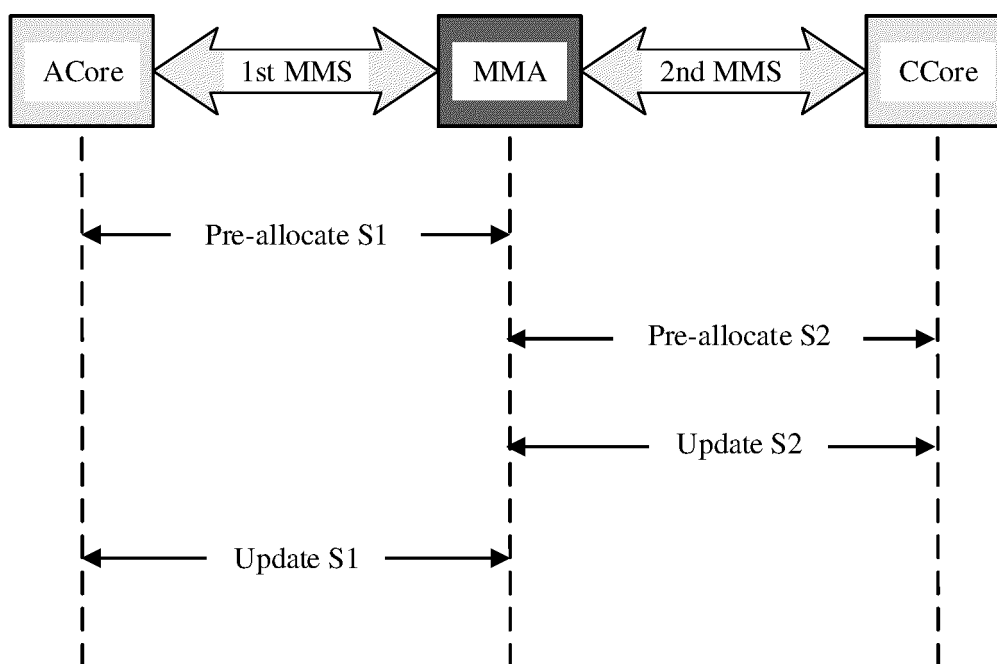 ACore
1st MMS
MMA
2nd MMS
CCore
Pre-allocate S1
Pre-allocate S2
Update S2
Update S1